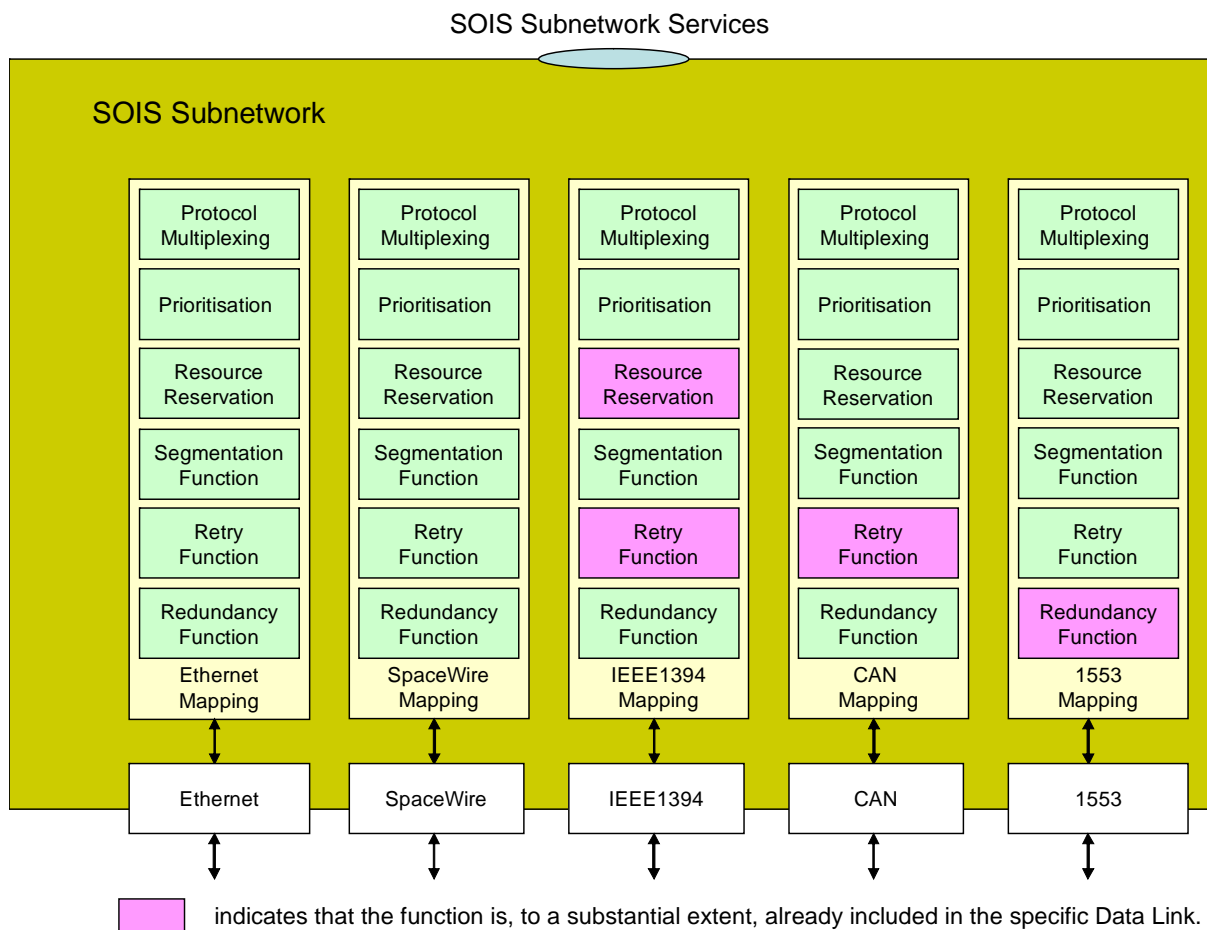 SOIS Subnetwork Services
SOIS Subnetwork
Protocol
Multiplexing
Prioritisation
Resource
Reservation
Segmentation
Function
Retry
Function
Redundancy
Function
Ethernet
Mapping
Protocol
Multiplexing
Prioritisation
Resource
Reservation
Segmentation
Function
Retry
Function
Redundancy
Function
SpaceWire
Mapping
Protocol
Multiplexing
Prioritisation
Resource
Reservation
Segmentation
Function
Retry
Function
Redundancy
Function
IEEE1394
Mapping
Protocol
Multiplexing
Prioritisation
Resource
Reservation
Segmentation
Function
Retry
Function
Redundancy
Function
CAN
Mapping
Protocol
Multiplexing
Prioritisation
Resource
Reservation
Segmentation
Function
Retry
Function
Redundancy
Function
1553
Mapping
Ethernet
SpaceWire
IEEE1394
CAN
1553
indicates that the function is, to a substantial extent, already included in the specific Data Link.